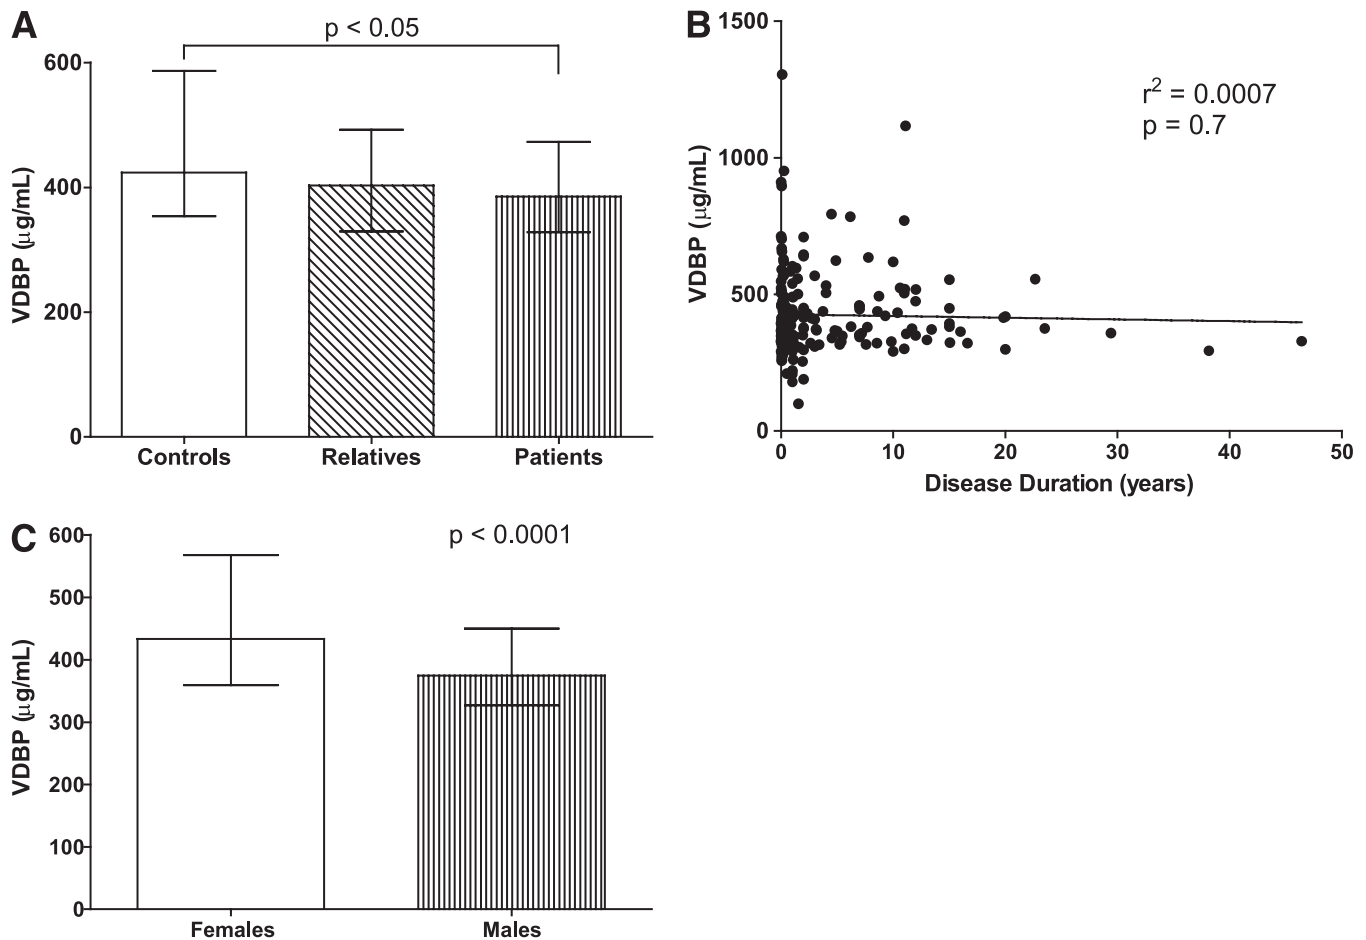 A
p < 0.05
600
400
200
0
VDBP (μg/mL)
Controls Relatives Patients
B
1500
1000
500
0
VDBP (μg/mL)
r² = 0.0007
p = 0.7
0 10 20 30 40 50
Disease Duration (years)
C
p < 0.0001
600
500
400
300
200
100
0
VDBP (μg/mL)
Females Males